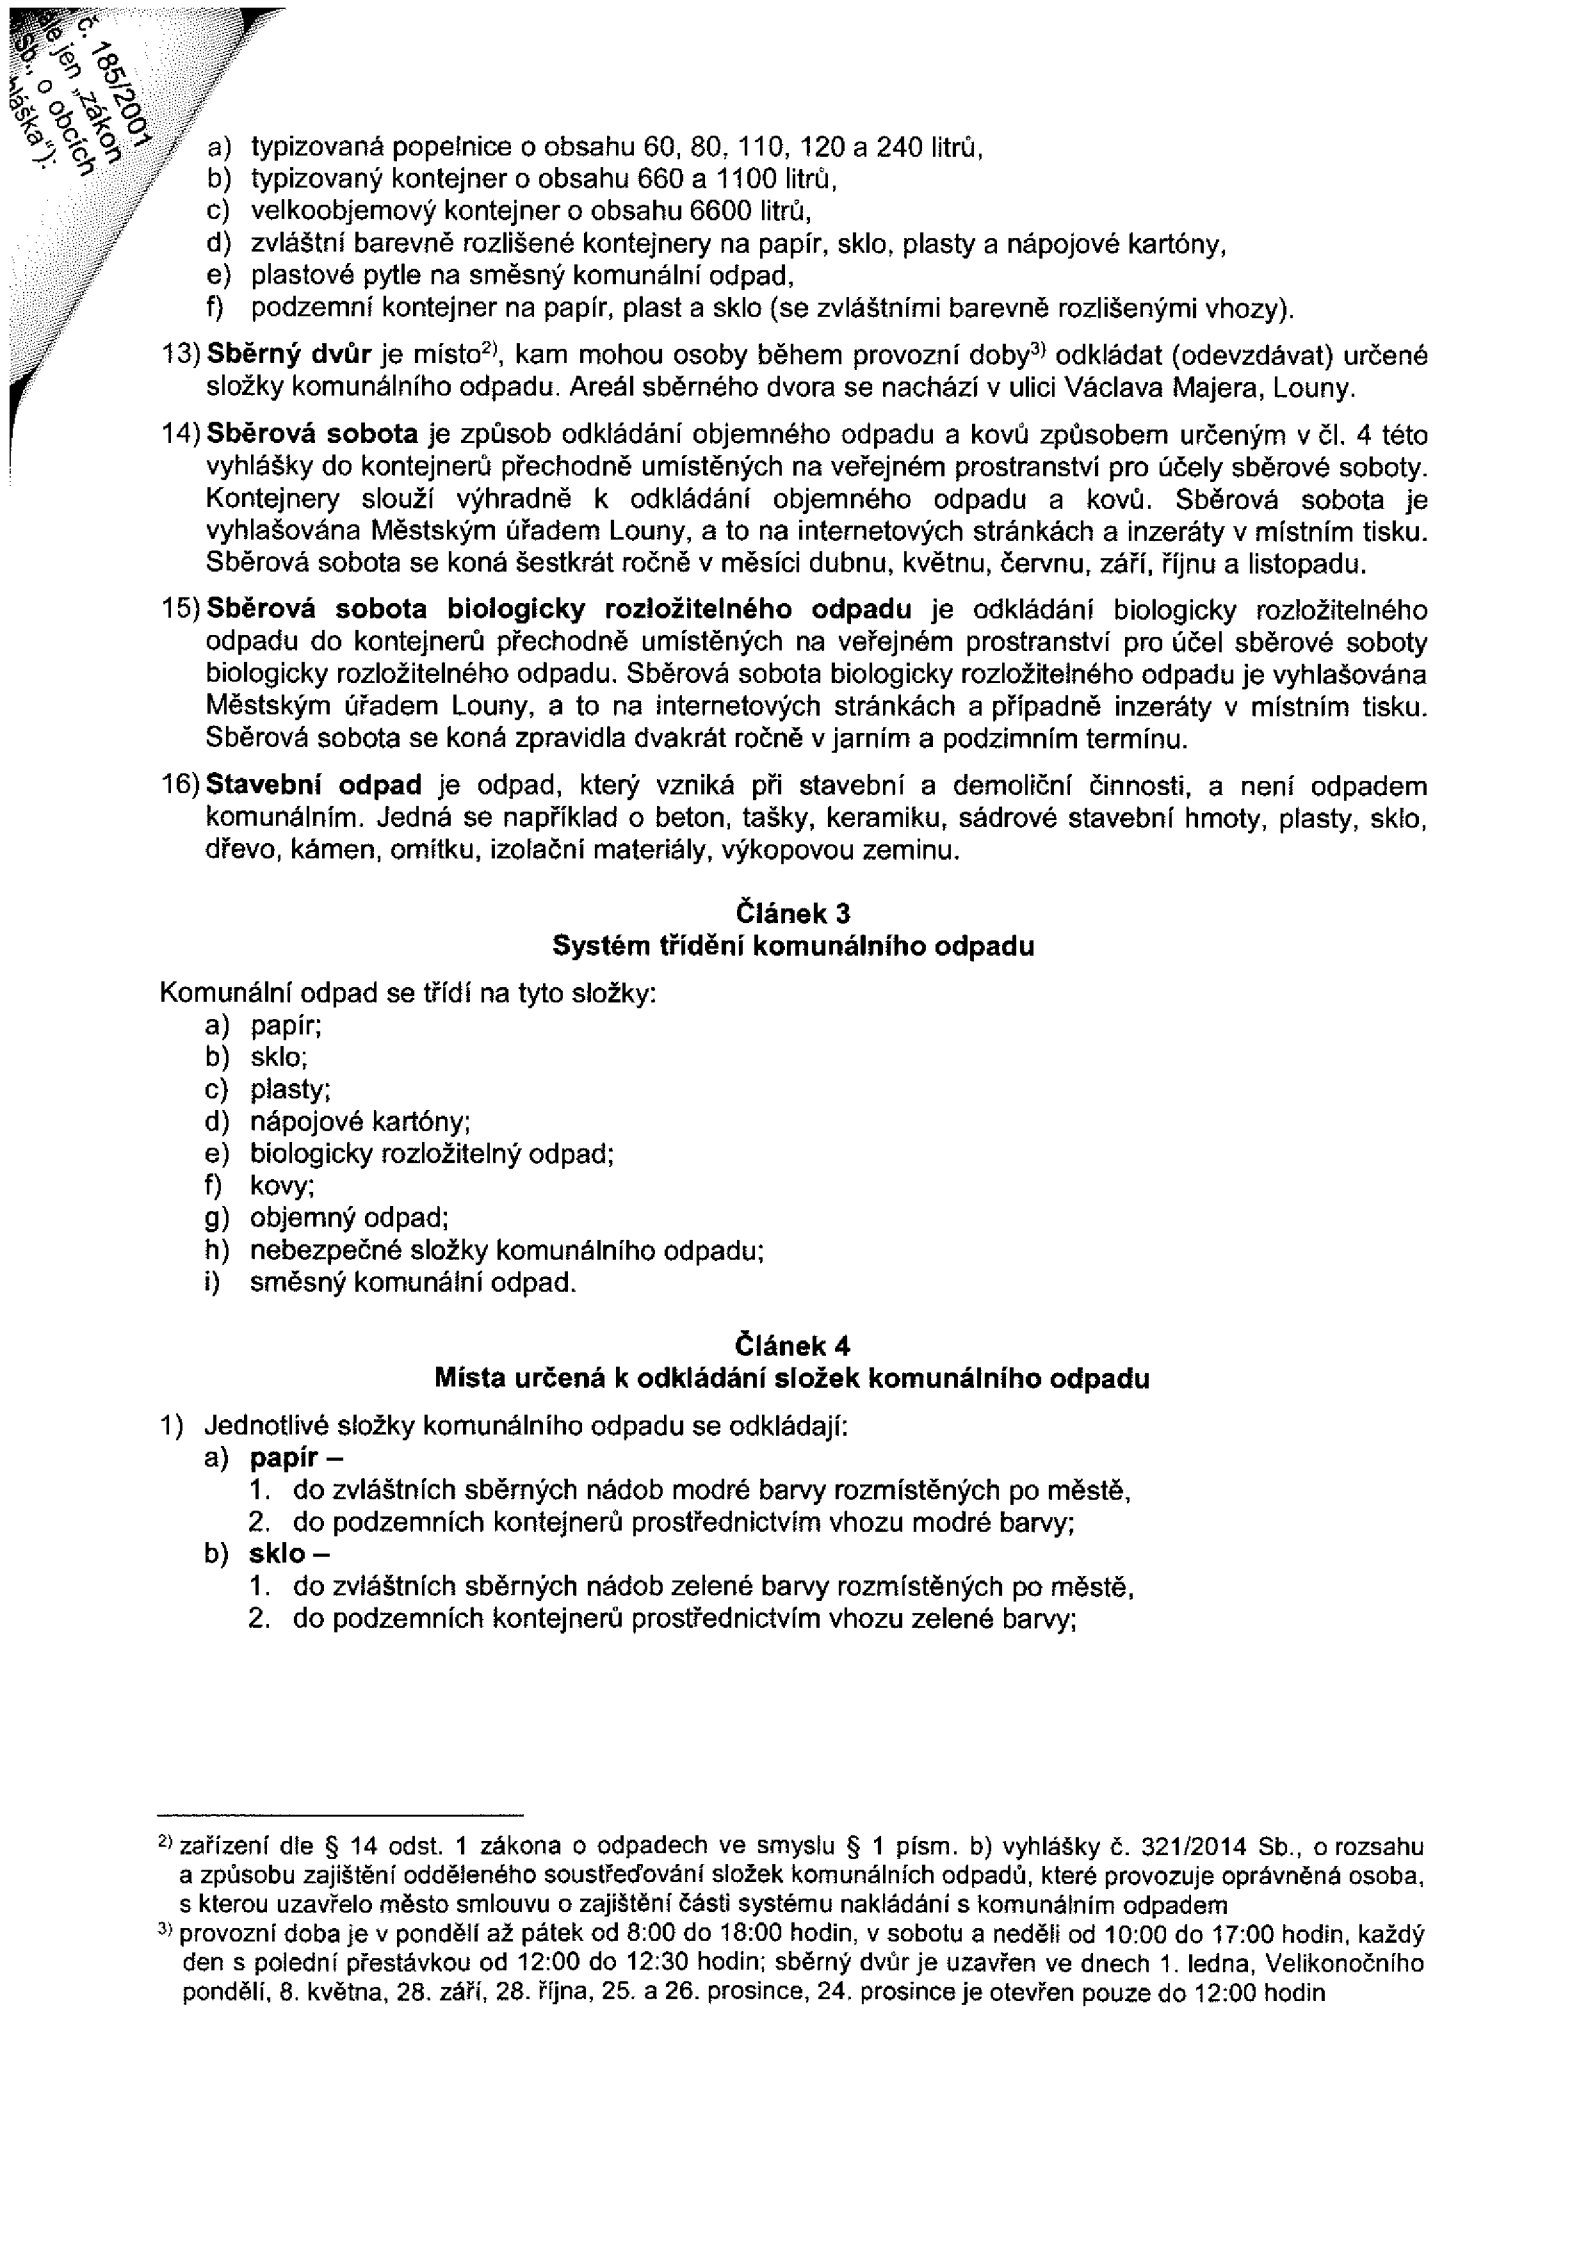 č. 185/2001
le jen „zákon
Sb., o obcích
hláška"):
a) typizovaná popelnice o obsahu 60, 80, 110, 120 a 240 litrů,
b) typizovaný kontejner o obsahu 660 a 1100 litrů,
c) velkoobjemový kontejner o obsahu 6600 litrů,
d) zvláštní barevně rozlišené kontejnery na papír, sklo, plasty a nápojové kartóny,
e) plastové pytle na směsný komunální odpad,
f) podzemní kontejner na papír, plast a sklo (se zvláštními barevně rozlišenými vhozy).
13) Sběrný dvůr je místo2), kam mohou osoby během provozní doby3) odkládat (odevzdávat) určené
složky komunálního odpadu. Areál sběrného dvora se nachází v ulici Václava Majera, Louny.
14) Sběrová sobota je způsob odkládání objemného odpadu a kovů způsobem určeným v čl. 4 této
vyhlášky do kontejnerů přechodně umístěných na veřejném prostranství pro účely sběrové soboty.
Kontejnery slouží výhradně k odkládání objemného odpadu a kovů. Sběrová sobota je
vyhlašována Městským úřadem Louny, a to na internetových stránkách a inzeráty v místním tisku.
Sběrová sobota se koná šestkrát ročně v měsíci dubnu, květnu, červnu, září, říjnu a listopadu.
15) Sběrová sobota biologicky rozložitelného odpadu je odkládání biologicky rozložitelného
odpadu do kontejnerů přechodně umístěných na veřejném prostranství pro účel sběrové soboty
biologicky rozložitelného odpadu. Sběrová sobota biologicky rozložitelného odpadu je vyhlašována
Městským úřadem Louny, a to na internetových stránkách a případně inzeráty v místním tisku.
Sběrová sobota se koná zpravidla dvakrát ročně v jarním a podzimním termínu.
16) Stavební odpad je odpad, který vzniká při stavební a demoliční činnosti, a není odpadem
komunálním. Jedná se například o beton, tašky, keramiku, sádrové stavební hmoty, plasty, sklo,
dřevo, kámen, omítku, izolační materiály, výkopovou zeminu.
Článek 3
Systém třídění komunálního odpadu
Komunální odpad se třídí na tyto složky:
a) papír;
b) sklo;
c) plasty;
d) nápojové kartóny;
e) biologicky rozložitelný odpad;
f) kovy;
g) objemný odpad;
h) nebezpečné složky komunálního odpadu;
i) směsný komunální odpad.
Článek 4
Místa určená k odkládání složek komunálního odpadu
1) Jednotlivé složky komunálního odpadu se odkládají:
a) papír –
1. do zvláštních sběrných nádob modré barvy rozmístěných po městě,
2. do podzemních kontejnerů prostřednictvím vhozu modré barvy;
b) sklo –
1. do zvláštních sběrných nádob zelené barvy rozmístěných po městě,
2. do podzemních kontejnerů prostřednictvím vhozu zelené barvy;
2) zařízení dle § 14 odst. 1 zákona o odpadech ve smyslu § 1 písm. b) vyhlášky č. 321/2014 Sb., o rozsahu
a způsobu zajištění odděleného soustřeďování složek komunálních odpadů, které provozuje oprávněná osoba,
s kterou uzavřelo město smlouvu o zajištění části systému nakládání s komunálním odpadem
3) provozní doba je v pondělí až pátek od 8:00 do 18:00 hodin, v sobotu a neděli od 10:00 do 17:00 hodin, každý
den s polední přestávkou od 12:00 do 12:30 hodin; sběrný dvůr je uzavřen ve dnech 1. ledna, Velikonočního
pondělí, 8. května, 28. září, 28. října, 25. a 26. prosince, 24. prosince je otevřen pouze do 12:00 hodin